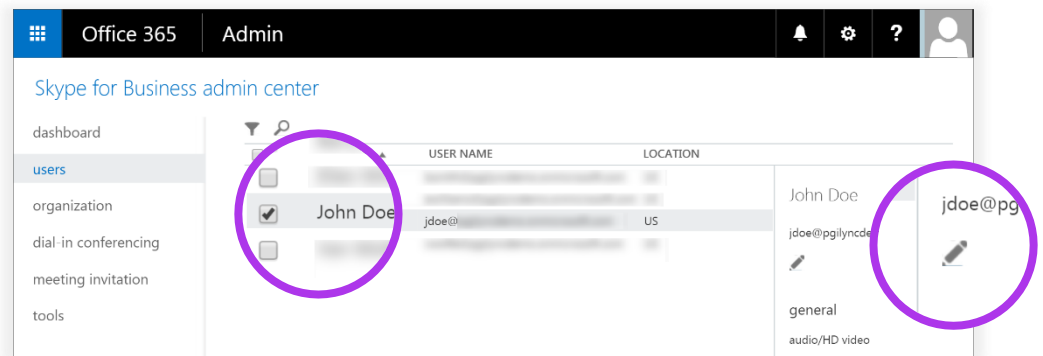 Office 365 Admin ?
Skype for Business admin center
dashboard
users
organization
dial-in conferencing
meeting invitation
tools
USER NAME LOCATION
John Doe jdoe@ US
John Doe
jdoe@pgilyncde
general
audio/HD video
jdoe@pg